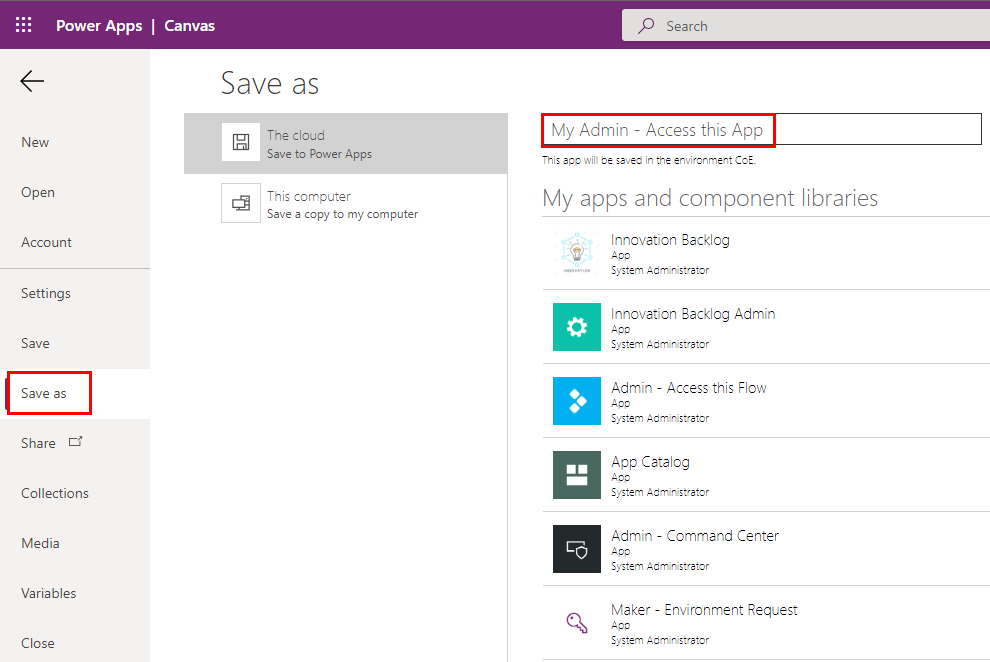 Power Apps | Canvas
Search
New
Open
Account
Settings
Save
Save as
Share
Collections
Media
Variables
Close
Save as
The cloud
Save to Power Apps
This computer
Save a copy to my computer
My Admin - Access this App
This app will be saved in the environment CoE.
My apps and component libraries
INNOVATION
Innovation Backlog
App
System Administrator
Innovation Backlog Admin
App
System Administrator
Admin - Access this Flow
App
System Administrator
App Catalog
App
System Administrator
Admin - Command Center
App
System Administrator
Maker - Environment Request
App
System Administrator